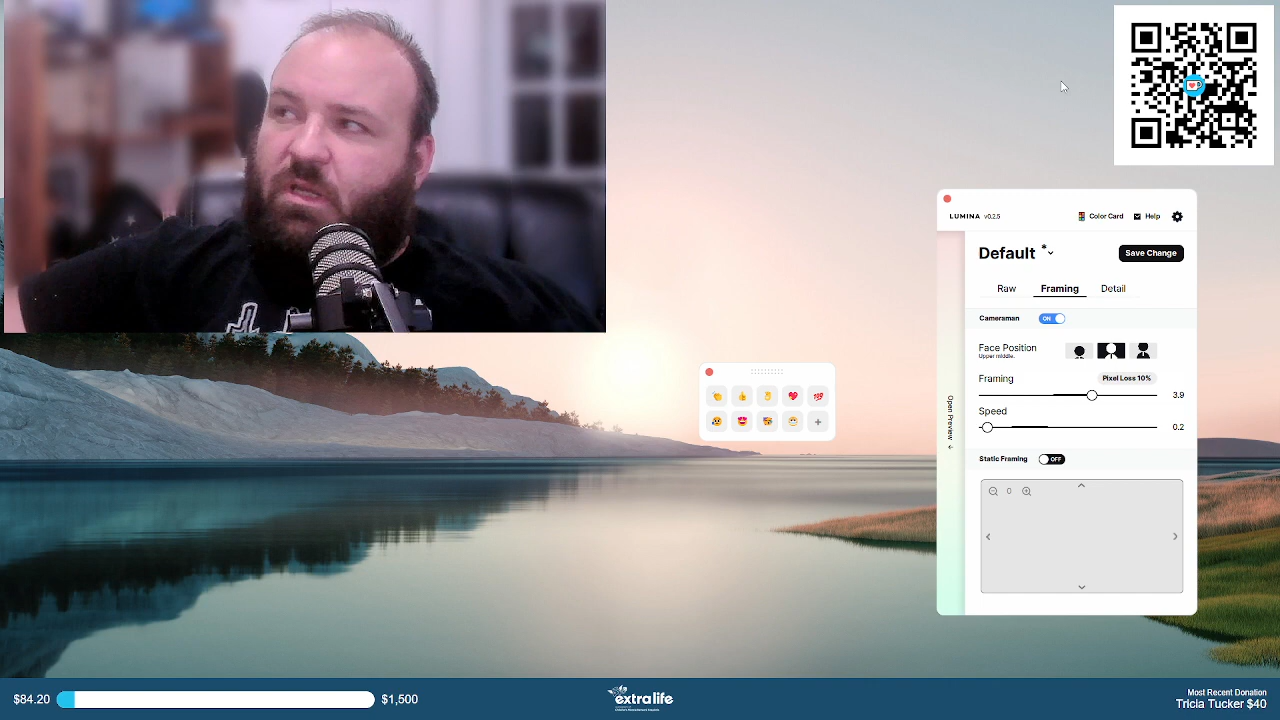 LUMINA v0.2.5
Color Card
Help
Default *
Save Change
Raw
Framing
Detail
Cameraman
ON
Face Position
Upper middle.
Framing
Pixel Loss 10%
3.9
Speed
0.2
Open Preview
Static Framing
OFF
0
$84.20
$1,500
extralife
Most Recent Donation
Tricia Tucker $40